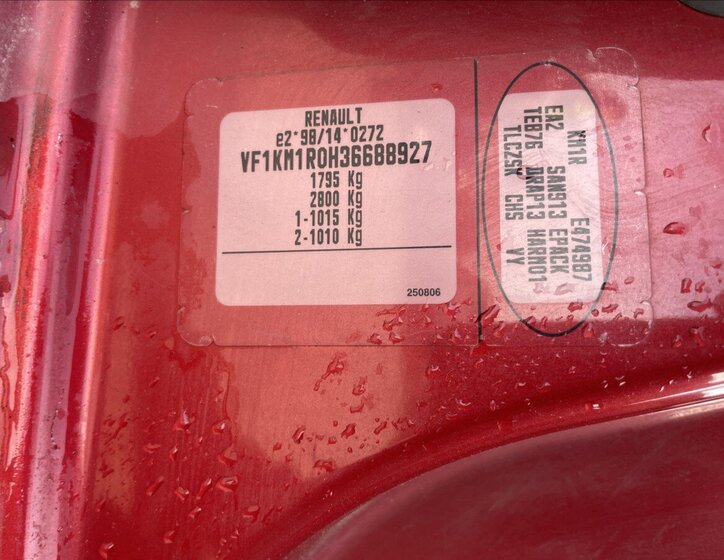 RENAULT
e2*98/14*0272
VF1KM1R0H36688927
1795 Kg
2800 Kg
1-1015 Kg
2-1010 Kg
250806
KM1R E474987
EA2 SAN913 EPACK
TEB76 DRAP13 HARM01
TLCZSK CHS VY